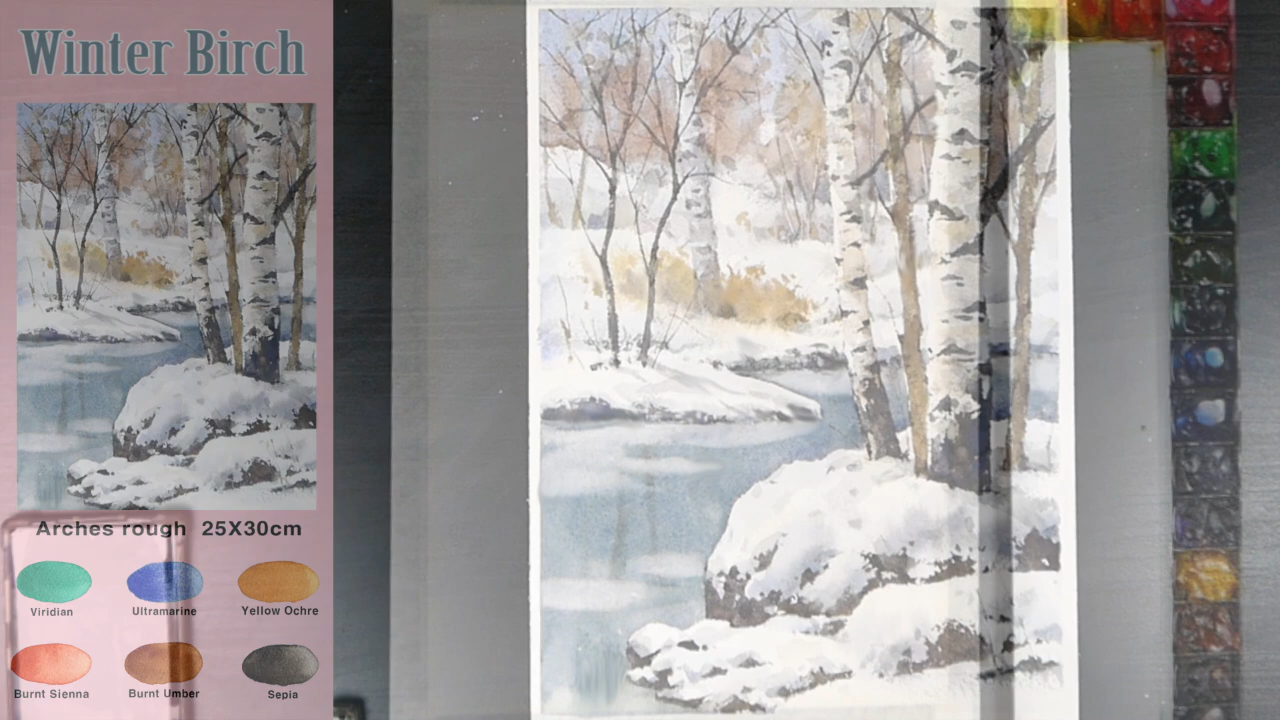 Winter Birch
Arches rough 25X30cm
Viridian Ultramarine Yellow Ochre
Burnt Sienna Burnt Umber Sepia